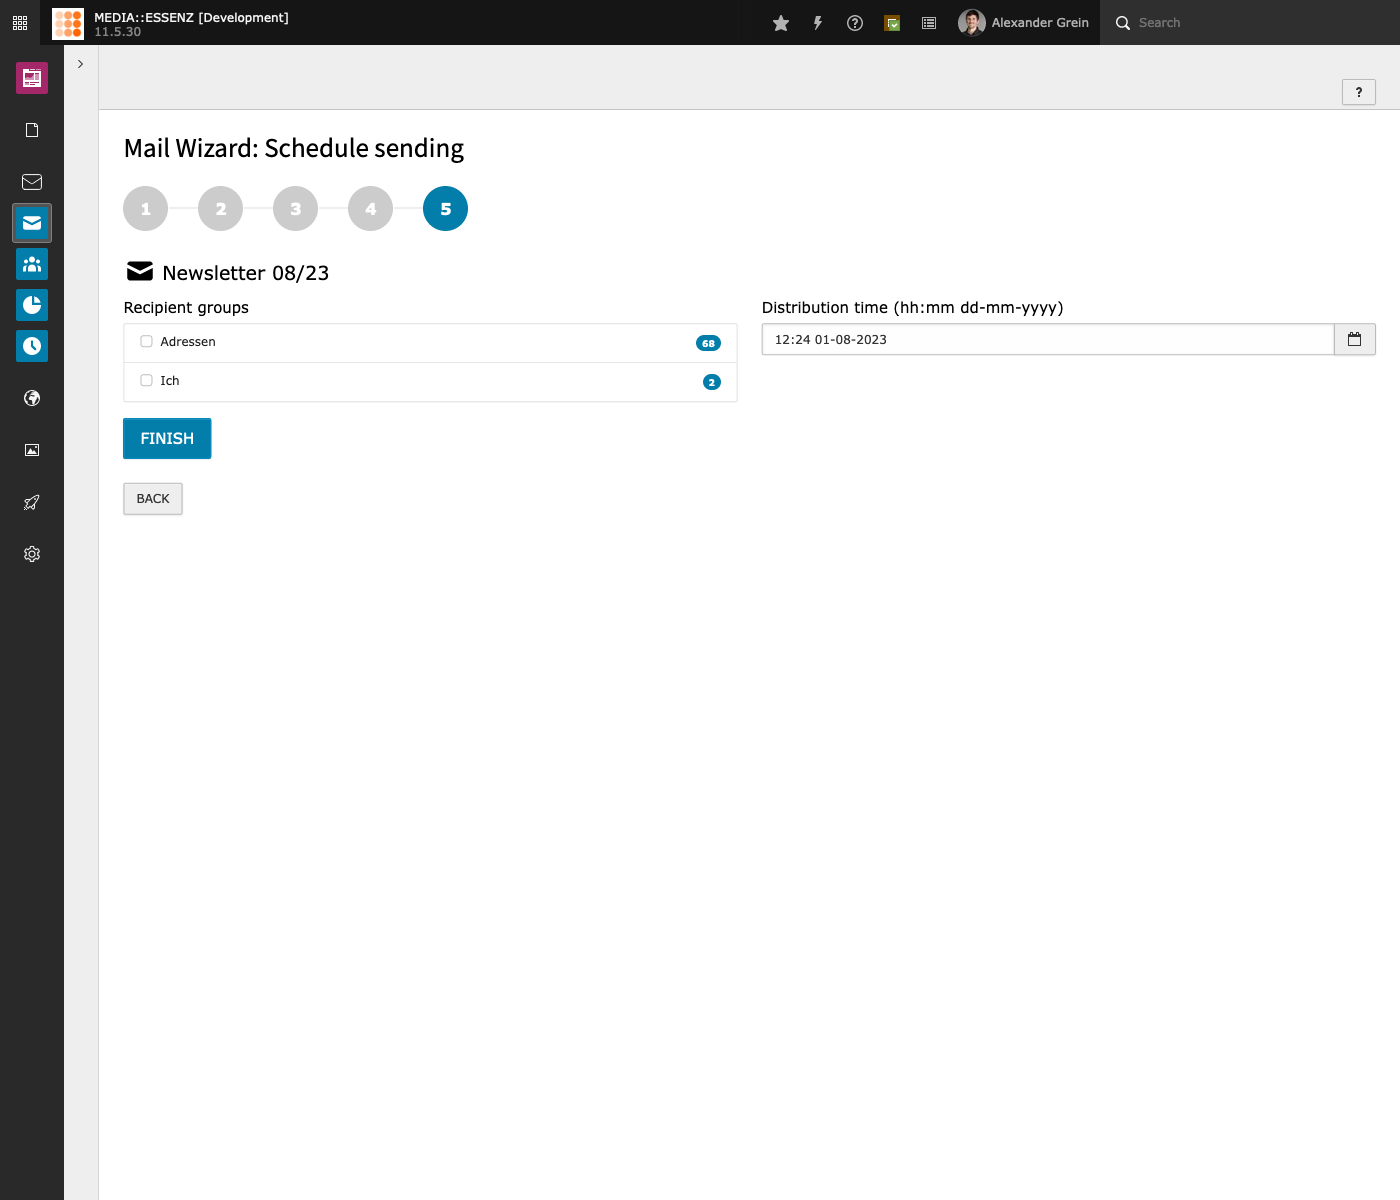 MEDIA::ESSENZ [Development]
11.5.30
Alexander Grein
Search
?
Mail Wizard: Schedule sending
1
2
3
4
5
Newsletter 08/23
Recipient groups
Adressen
68
Ich
2
Distribution time (hh:mm dd-mm-yyyy)
12:24 01-08-2023
FINISH
BACK